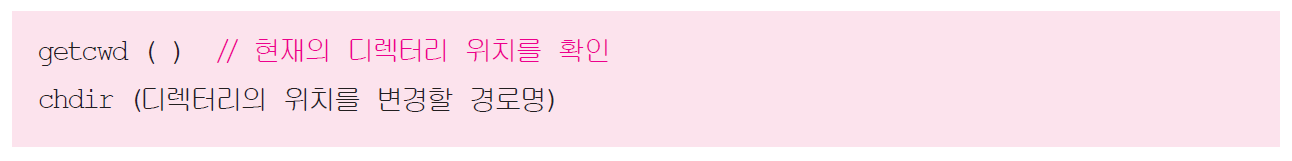 getcwd ( )  // 현재의 디렉터리 위치를 확인
chdir (디렉터리의 위치를 변경할 경로명)